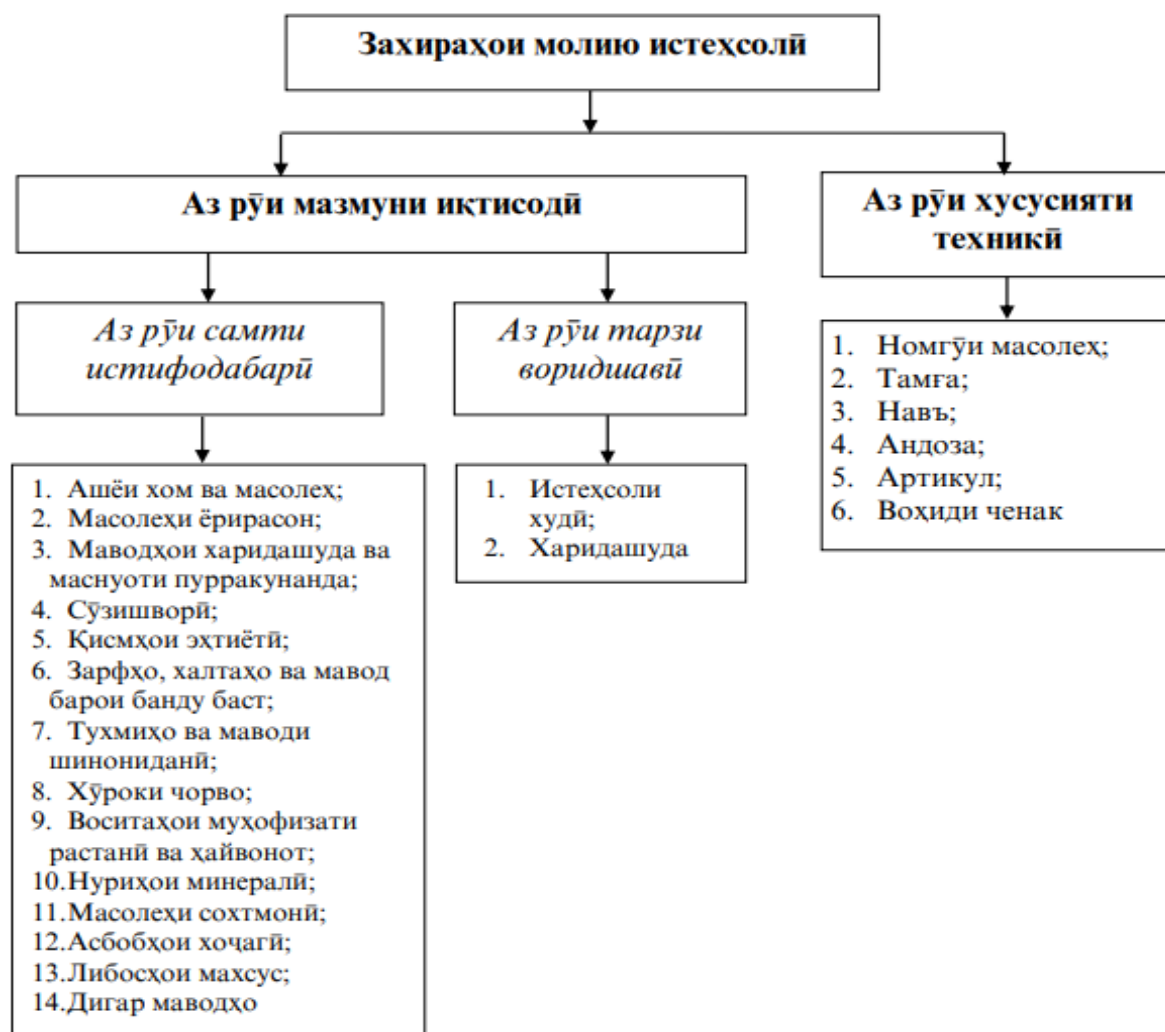 Захираҳои молию истеҳсолӣ
Аз рӯи мазмуни иқтисодӣ
Аз рӯи хусусияти
техникӣ
Аз рӯи самти
истифодабарӣ
Аз рӯи тарзи
воридшавӣ
1. Номгӯи масолеҳ;
2. Тамға;
3. Навъ;
4. Андоза;
5. Артикул;
6. Воҳиди ченак
1. Ашёи хом ва масолеҳ;
2. Масолеҳи ёрирасон;
3. Маводҳои харидашуда ва
маснуоти пурракунанда;
4. Сӯзишворӣ;
5. Қисмҳои эҳтиётӣ;
6. Зарфҳо, халтаҳо ва мавод
барои банду баст;
7. Тухмиҳо ва маводи
шинониданӣ;
8. Хӯроки чорво;
9. Воситаҳои муҳофизати
растанӣ ва ҳайвонот;
10.Нуриҳои минералӣ;
11.Масолеҳи сохтмонӣ;
12.Асбобҳои хоҷагӣ;
13.Либосҳои махсус;
14.Дигар маводҳо
1. Истеҳсоли
худӣ;
2. Харидашуда